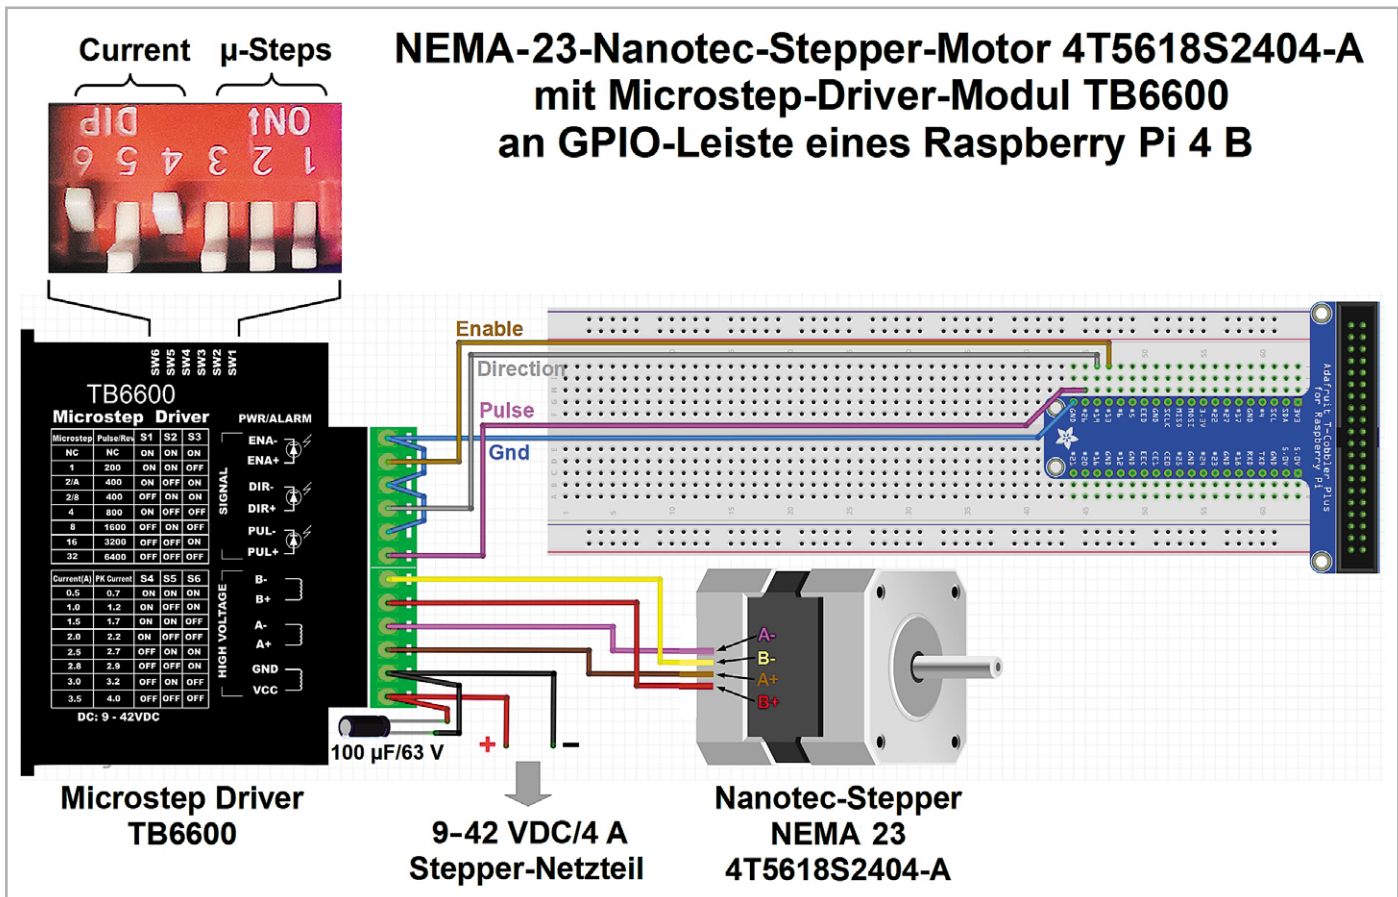 Current μ-Steps
NEMA-23-Nanotec-Stepper-Motor 4T5618S2404-A
mit Microstep-Driver-Modul TB6600
an GPIO-Leiste eines Raspberry Pi 4 B
DIP ON↑
6 5 4 3 2 1
SW6
SW5
SW4
SW3
SW2
SW1
TB6600
Microstep Driver
PWR/ALARM
Microstep Pulse/Rev S1 S2 S3
NC NC ON ON ON
1 200 ON ON OFF
2/A 400 ON OFF ON
2/8 400 OFF ON ON
4 800 ON OFF OFF
8 1600 OFF ON OFF
16 3200 OFF OFF ON
32 6400 OFF OFF OFF
Current(A) PK Current S4 S5 S6
0.5 0.7 ON ON ON
1.0 1.2 ON OFF ON
1.5 1.7 ON ON OFF
2.0 2.2 ON OFF OFF
2.5 2.7 OFF ON ON
2.8 2.9 OFF OFF ON
3.0 3.2 OFF ON OFF
3.5 4.0 OFF OFF OFF
DC: 9 - 42VDC
SIGNAL
ENA-
ENA+
DIR-
DIR+
PUL-
PUL+
HIGH VOLTAGE
B-
B+
A-
A+
GND
VCC
Enable
Direction
Pulse
Gnd
Adafruit T-Cobbler Plus
for Raspberry Pi
A-
B-
A+
B+
100 μF/63 V
+ −
Microstep Driver
TB6600
9–42 VDC/4 A
Stepper-Netzteil
Nanotec-Stepper
NEMA 23
4T5618S2404-A